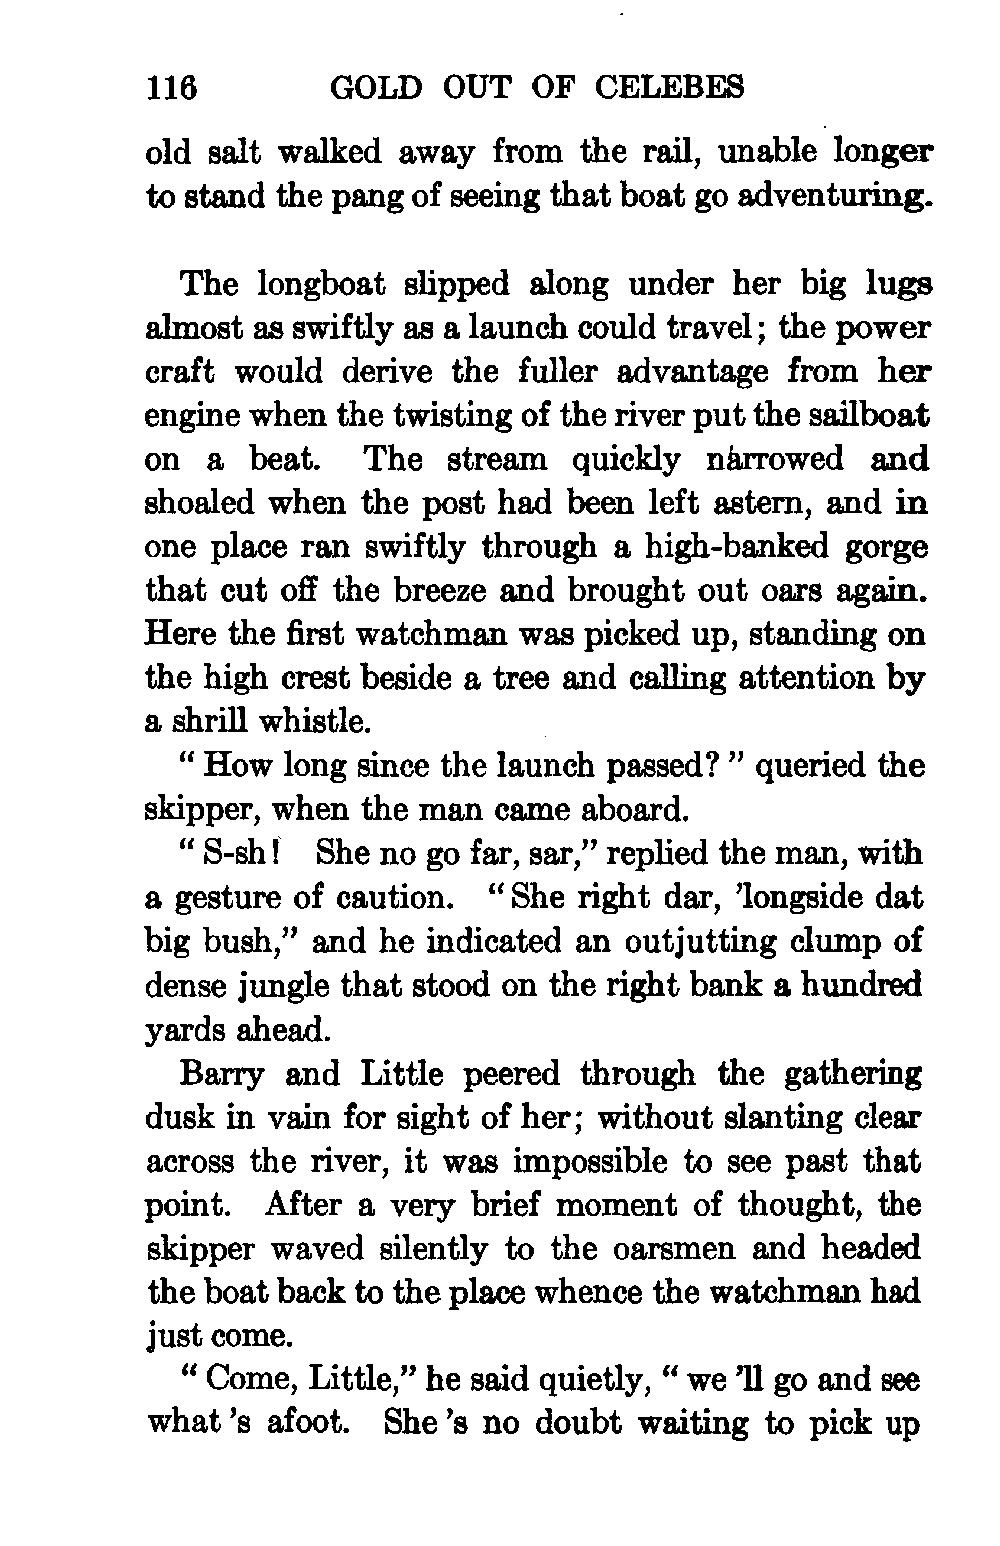 116 GOLD OUT OF CELEBES
old salt walked away from the rail, unable longer
to stand the pang of seeing that boat go adventuring.
The longboat slipped along under her big lugs
almost as swiftly as a launch could travel; the power
craft would derive the fuller advantage from her
engine when the twisting of the river put the sailboat
on a beat. The stream quickly narrowed and
shoaled when the post had been left astern, and in
one place ran swiftly through a high-banked gorge
that cut off the breeze and brought out oars again.
Here the first watchman was picked up, standing on
the high crest beside a tree and calling attention by
a shrill whistle.
" How long since the launch passed? " queried the
skipper, when the man came aboard.
" S-sh! She no go far, sar," replied the man, with
a gesture of caution. "She right dar, 'longside dat
big bush," and he indicated an outjutting clump of
dense jungle that stood on the right bank a hundred
yards ahead.
Barry and Little peered through the gathering
dusk in vain for sight of her; without slanting clear
across the river, it was impossible to see past that
point. After a very brief moment of thought, the
skipper waved silently to the oarsmen and headed
the boat back to the place whence the watchman had
just come.
" Come, Little," he said quietly, " we 'll go and see
what 's afoot. She 's no doubt waiting to pick up